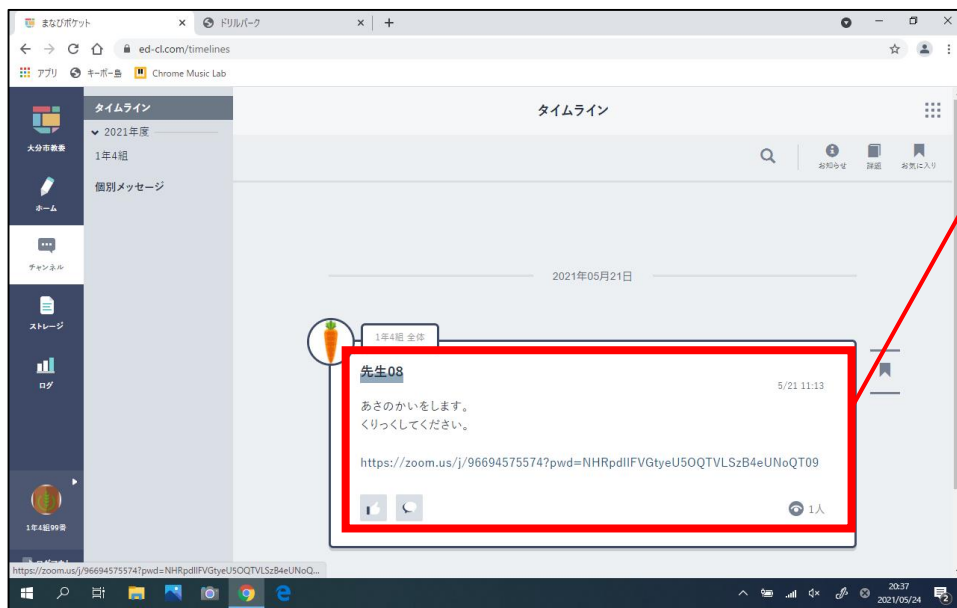 まなびポケット
ドリルパーク
ed-cl.com/timelines
アプリ
キーボー島
Chrome Music Lab
大分市教委
ホーム
チャンネル
ストレージ
ログ
1年4組99番
タイムライン
2021年度
1年4組
個別メッセージ
タイムライン
お知らせ
課題
お気に入り
2021年05月21日
1年4組 全体
先生08
5/21 11:13
あさのかいをします。
くりっくしてください。
https://zoom.us/j/96694575574?pwd=NHRpdIIFVGtyeU5OQTVLSzB4eUNoQT09
1人
https://zoom.us/j/96694575574?pwd=NHRpdIIFVGtyeU5OQTVLSzB4eUNoQ...
20:37
2021/05/24
2